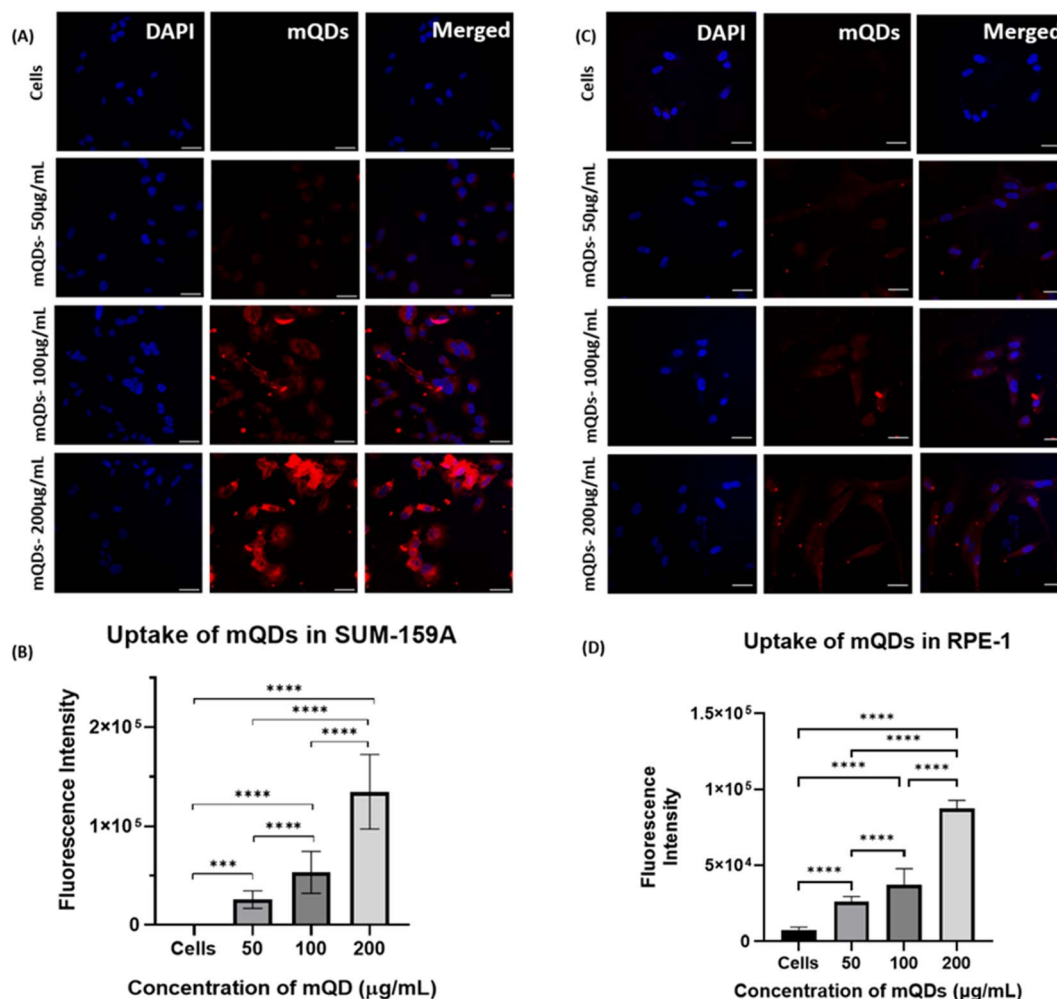 (A)
DAPI mQDs Merged
Cells
mQDs- 50µg/mL
mQDs- 100µg/mL
mQDs- 200µg/mL
(C)
DAPI mQDs Merged
Cells
mQDs- 50µg/mL
mQDs- 100µg/mL
mQDs- 200µg/mL
Uptake of mQDs in SUM-159A
(B)
Fluorescence Intensity
2×10⁵
1×10⁵
0
****
****
****
****
****
***
Cells 50 100 200
Concentration of mQD (µg/mL)
Uptake of mQDs in RPE-1
(D)
Fluorescence
Intensity
1.5×10⁵
1×10⁵
5×10⁴
0
****
****
****
****
****
****
Cells 50 100 200
Concentration of mQDs (µg/mL)